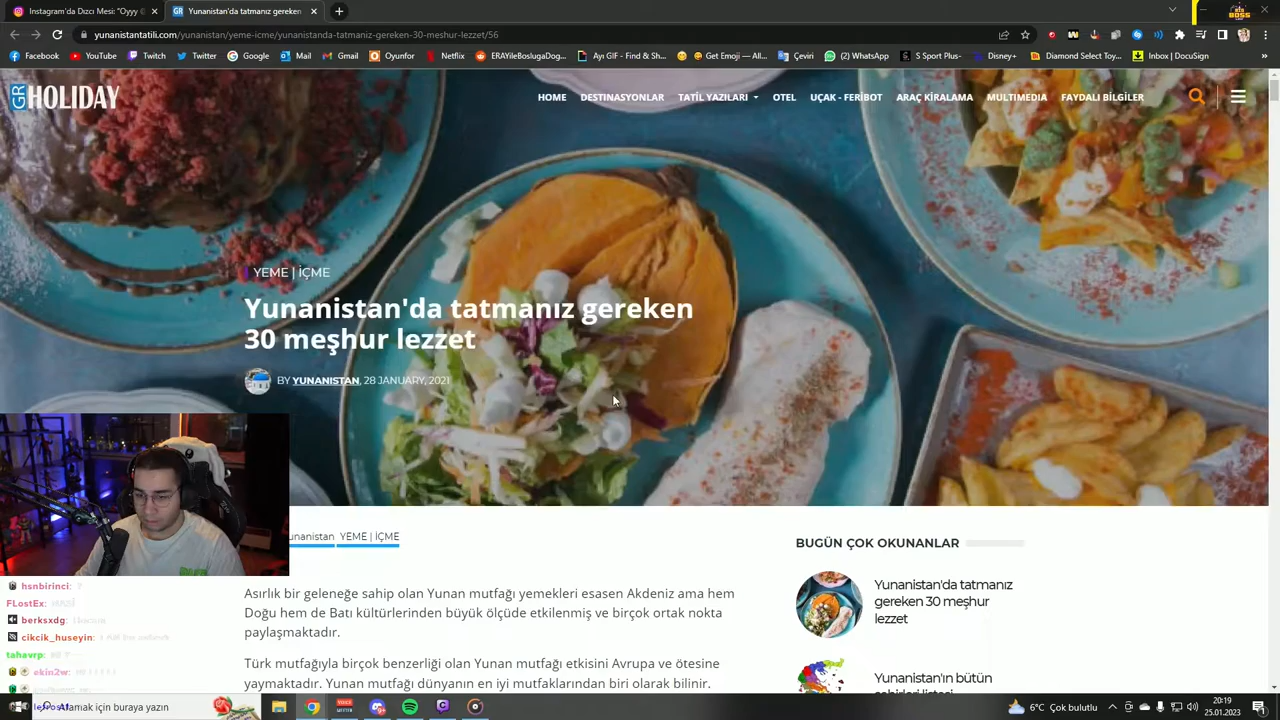 Instagram'da Dızcı Mesi: "Oyyy
Yunanistan'da tatmanız gereken
BOSS
yunanistantatili.com/yunanistan/yeme-icme/yunanistanda-tatmaniz-gereken-30-meshur-lezzet/56
Facebook YouTube Twitch Twitter Google Mail Gmail Oyunfor Netflix ERAYileBoslugaDog... Ayı GIF - Ki Get Emoji — All... Çeviri (2) WhatsApp S Sport Plus-... Disney+ Diamond Select Toy... Inbox | DocuSign
GR HOLIDAY
HOME DESTINASYONLAR TATİL YAZILARI OTEL UÇAK - FERIBOT ARAÇ KİRALAMA MULTIMEDIA FAYDALI BİLGİLER
YEME | İÇME
Yunanistan'da tatmanız gereken
30 meşhur lezzet
BY YUNANISTAN, 28 JANUARY, 2021
unanistan YEME | İÇME
BUGÜN ÇOK OKUNANLAR
Asırlık bir geleneğe sahip olan Yunan mutfağı yemekleri esasen Akdeniz ama hem
Doğu hem de Batı kültürlerinden büyük ölçüde etkilenmiş ve birçok ortak nokta
paylaşmaktadır.
Türk mutfağıyla birçok benzerliği olan Yunan mutfağı etkisini Avrupa ve ötesine
yaymaktadır. Yunan mutfağı dünyanın en iyi mutfaklarından biri olarak bilinir.
Yunanistan'da tatmanız
gereken 30 meşhur
lezzet
Yunanistan'ın bütün
şehirleri listesi
hsnbirinci: ?
FLostEx:
berksxdg:
cikcik_huseyin:
tahavrp:
ekin2w:
Aramak için buraya yazın
6°C Çok bulutlu
20:19
25.01.2023